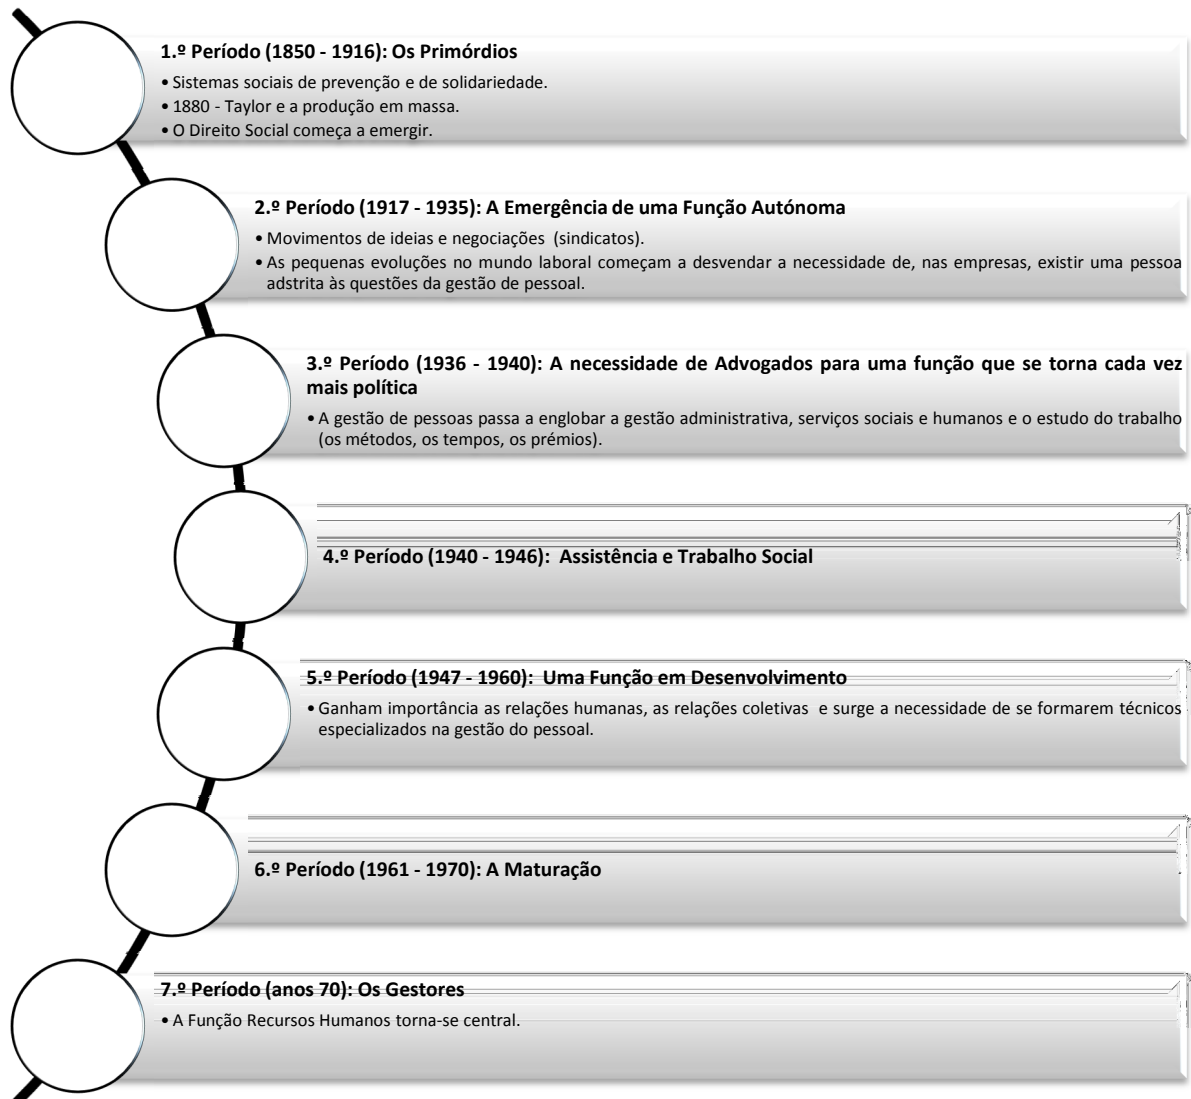 1.º Período (1850 - 1916): Os Primórdios
• Sistemas sociais de prevenção e de solidariedade.
• 1880 - Taylor e a produção em massa.
• O Direito Social começa a emergir.
2.º Período (1917 - 1935): A Emergência de uma Função Autónoma
• Movimentos de ideias e negociações (sindicatos).
• As pequenas evoluções no mundo laboral começam a desvendar a necessidade de, nas empresas, existir uma pessoa
adstrita às questões da gestão de pessoal.
3.º Período (1936 - 1940): A necessidade de Advogados para uma função que se torna cada vez
mais política
• A gestão de pessoas passa a englobar a gestão administrativa, serviços sociais e humanos e o estudo do trabalho
(os métodos, os tempos, os prémios).
4.º Período (1940 - 1946): Assistência e Trabalho Social
5.º Período (1947 - 1960): Uma Função em Desenvolvimento
• Ganham importância as relações humanas, as relações coletivas e surge a necessidade de se formarem técnicos
especializados na gestão do pessoal.
6.º Período (1961 - 1970): A Maturação
7.º Período (anos 70): Os Gestores
• A Função Recursos Humanos torna-se central.